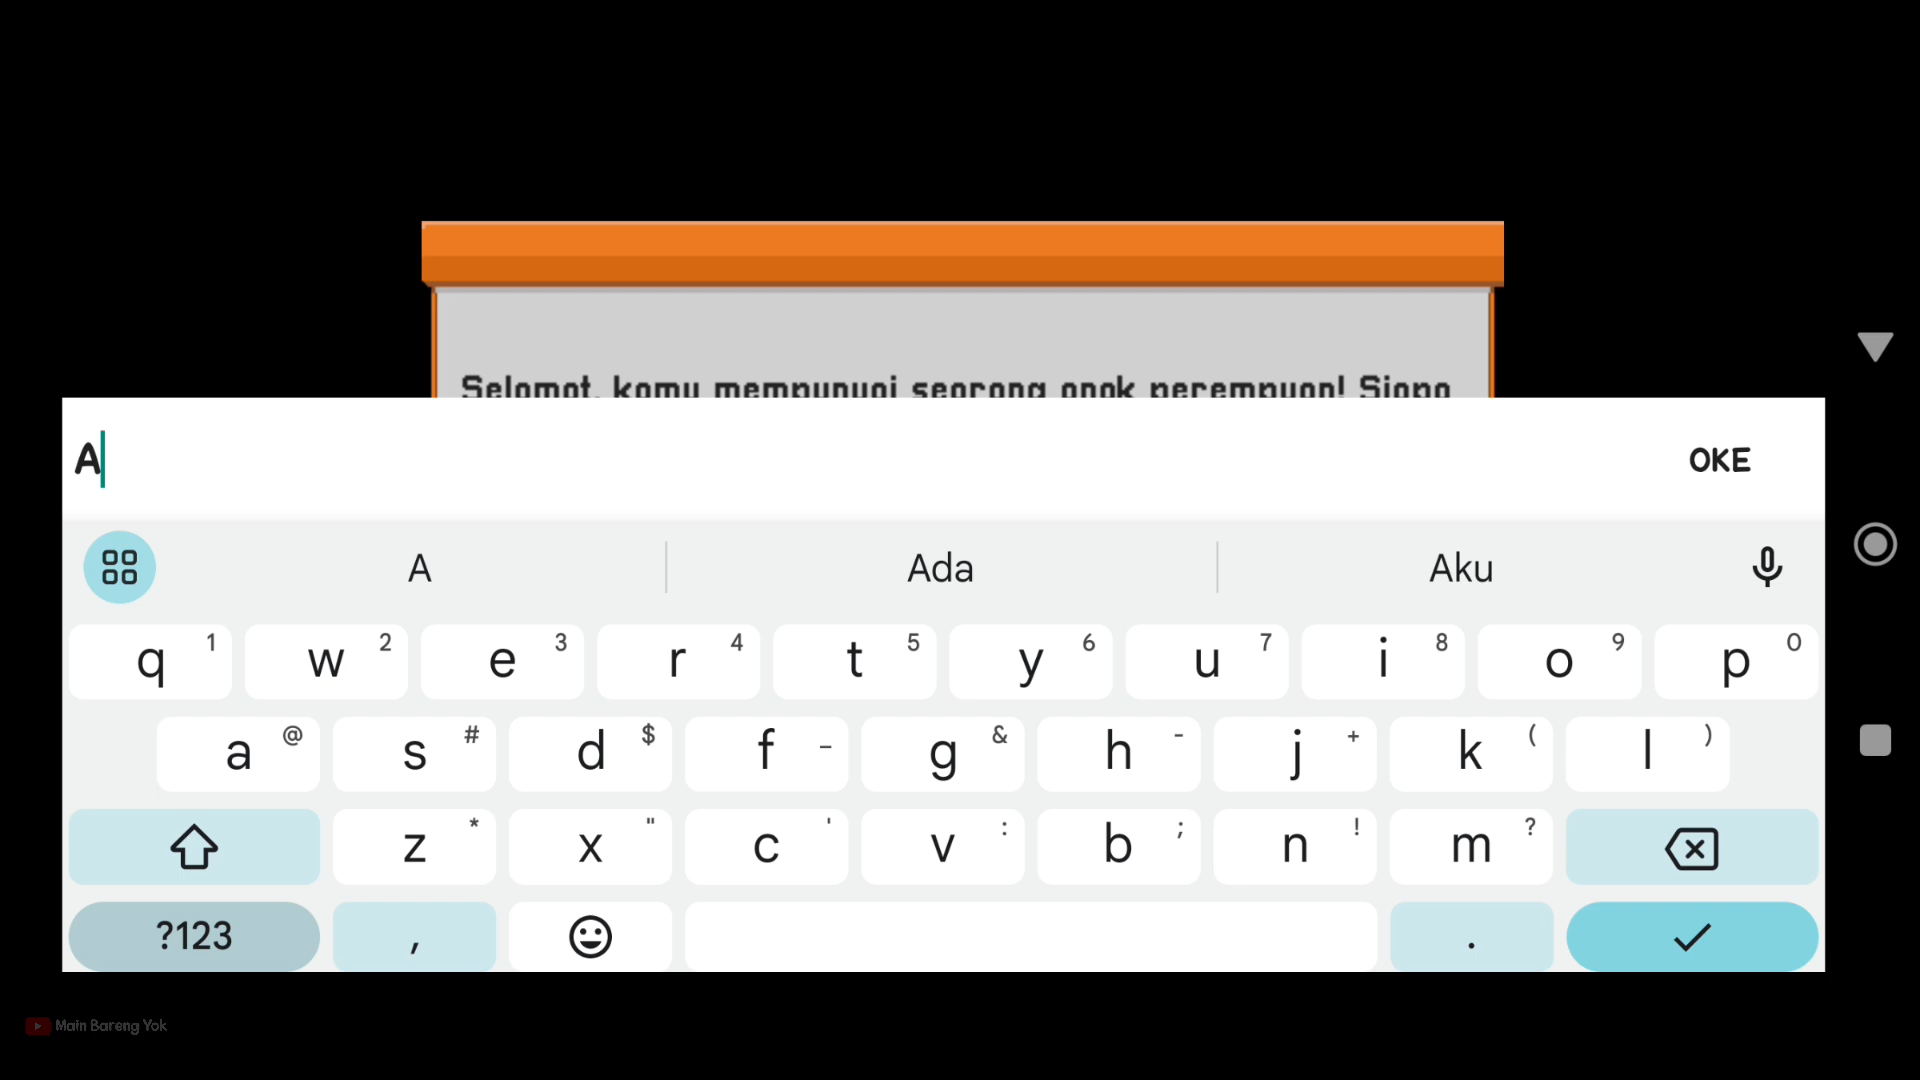 Selamat, kamu mempunyai seorang anak perempuan! Siapa
A
OKE
A Ada Aku
q 1 w 2 e 3 r 4 t 5 y 6 u 7 i 8 o 9 p 0
a @ s # d $ f _ g & h - j + k ( l )
z * x " c ' v : b ; n ! m ?
?123 , .
Main Bareng Yok